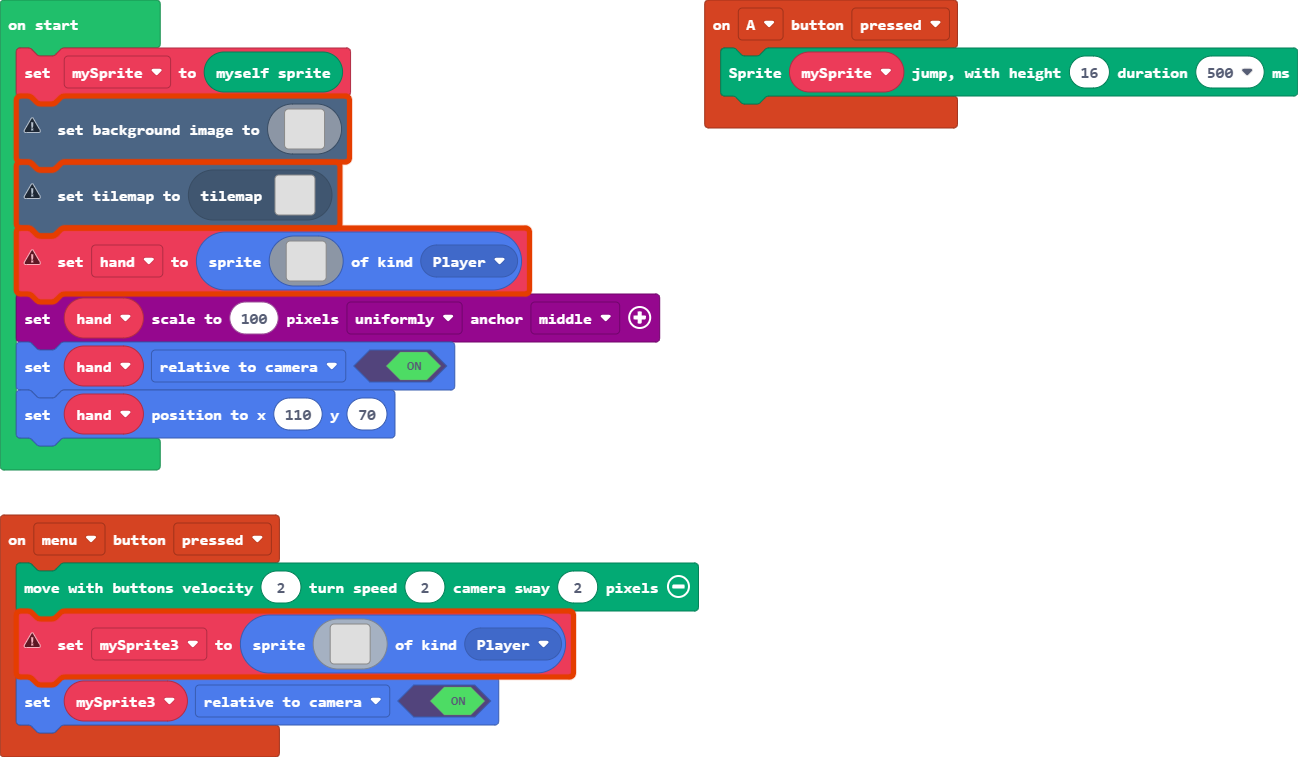 on start
set mySprite to myself sprite
set background image to
set tilemap to tilemap
set hand to sprite of kind Player
set hand scale to 100 pixels uniformly anchor middle
set hand relative to camera ON
set hand position to x 110 y 70
on A button pressed
Sprite mySprite jump, with height 16 duration 500 ms
on menu button pressed
move with buttons velocity 2 turn speed 2 camera sway 2 pixels
set mySprite3 to sprite of kind Player
set mySprite3 relative to camera ON